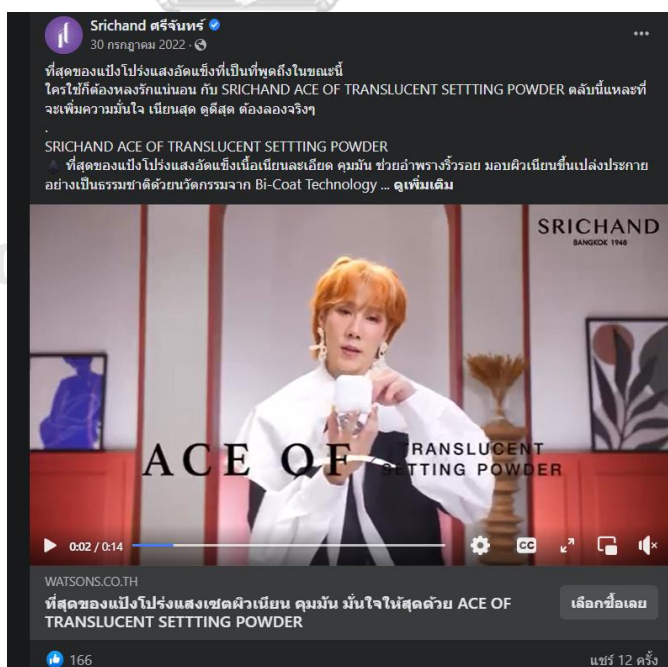 Srichand ศรีจันทร์
30 กรกฎาคม 2022
ที่สุดของแป้งโปร่งแสงอัดแข็งที่เป็นที่พูดถึงในขณะนี้
ใครใช้ก็ต้องหลงรักแน่นอน กับ SRICHAND ACE OF TRANSLUCENT SETTTING POWDER ตลับนี้แหละที่
จะเพิ่มความมั่นใจ เนียนสุด ดูดีสุด ต้องลองจริงๆ
.
SRICHAND ACE OF TRANSLUCENT SETTTING POWDER
ที่สุดของแป้งโปร่งแสงอัดแข็งเนื้อเนียนละเอียด คุมมัน ช่วยอำพรางริ้วรอย มอบผิวเนียนขึ้นเปล่งประกาย
อย่างเป็นธรรมชาติด้วยนวัตกรรมจาก Bi-Coat Technology ... ดูเพิ่มเติม
SRICHAND
BANGKOK 1948
ACE OF
TRANSLUCENT
SETTING POWDER
0:02 / 0:14
CC
WATSONS.CO.TH
ที่สุดของแป้งโปร่งแสงเซตผิวเนียน คุมมัน มั่นใจให้สุดด้วย ACE OF
TRANSLUCENT SETTTING POWDER
เลือกซื้อเลย
166
แชร์ 12 ครั้ง